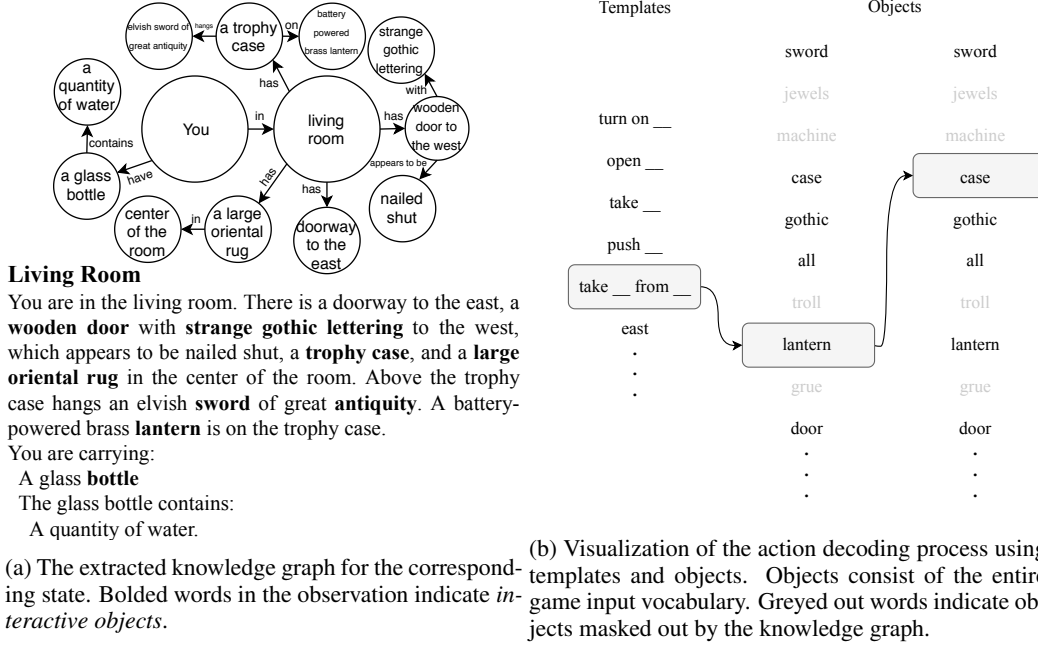 elvish sword of
great antiquity
hangs
a trophy
case
on
battery
powered
brass lantern
strange
gothic
lettering
a
quantity
of water
has
with
You
in
living
room
has
wooden
door to
the west
contains
appears to be
a glass
bottle
have
has
has
nailed
shut
center
of the
room
in
a large
oriental
rug
doorway
to the
east
Living Room
You are in the living room. There is a doorway to the east, a
wooden door with strange gothic lettering to the west,
which appears to be nailed shut, a trophy case, and a large
oriental rug in the center of the room. Above the trophy
case hangs an elvish sword of great antiquity. A battery-
powered brass lantern is on the trophy case.
You are carrying:
A glass bottle
The glass bottle contains:
A quantity of water.
(a) The extracted knowledge graph for the correspond-
ing state. Bolded words in the observation indicate in-
teractive objects.
Templates
Objects
turn on __
open __
take __
push __
take __ from __
east
.
.
.
sword
jewels
machine
case
gothic
all
troll
lantern
grue
door
.
.
.
sword
jewels
machine
case
gothic
all
troll
lantern
grue
door
.
.
.
(b) Visualization of the action decoding process using
templates and objects. Objects consist of the entire
game input vocabulary. Greyed out words indicate ob-
jects masked out by the knowledge graph.